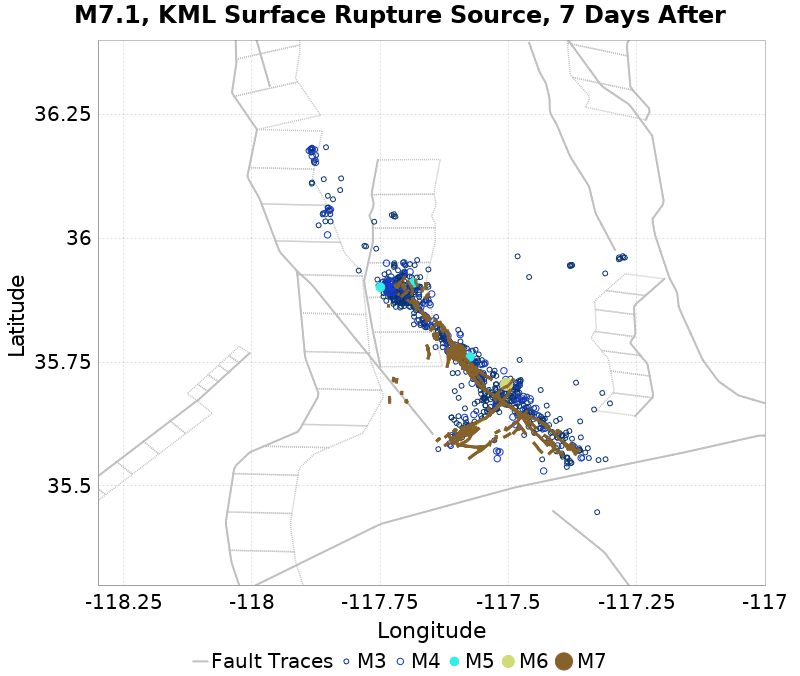 M7.1, KML Surface Rupture Source, 7 Days After
36.25
36
35.75
35.5
Latitude
-118.25 -118 -117.75 -117.5 -117.25 -117
Longitude
Fault Traces M3 M4 M5 M6 M7